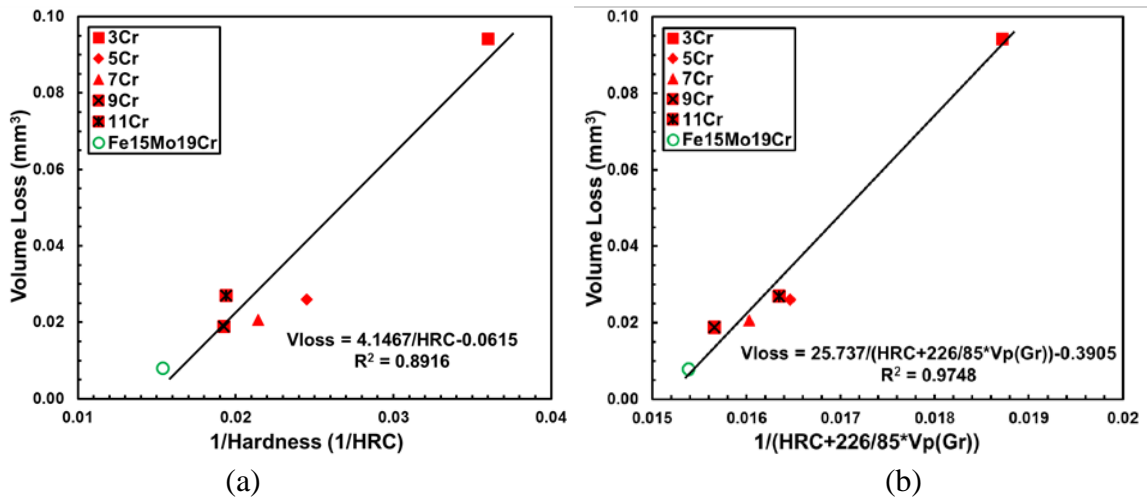 0.10
0.08
0.06
0.04
0.02
0.00
Volume Loss (mm³)
3Cr
5Cr
7Cr
9Cr
11Cr
Fe15Mo19Cr
Vloss = 4.1467/HRC-0.0615
R² = 0.8916
0.01 0.02 0.03 0.04
1/Hardness (1/HRC)
(a)
0.10
0.08
0.06
0.04
0.02
0.00
Volume Loss (mm³)
3Cr
5Cr
7Cr
9Cr
11Cr
Fe15Mo19Cr
Vloss = 25.737/(HRC+226/85*Vp(Gr))-0.3905
R² = 0.9748
0.015 0.016 0.017 0.018 0.019 0.02
1/(HRC+226/85*Vp(Gr))
(b)